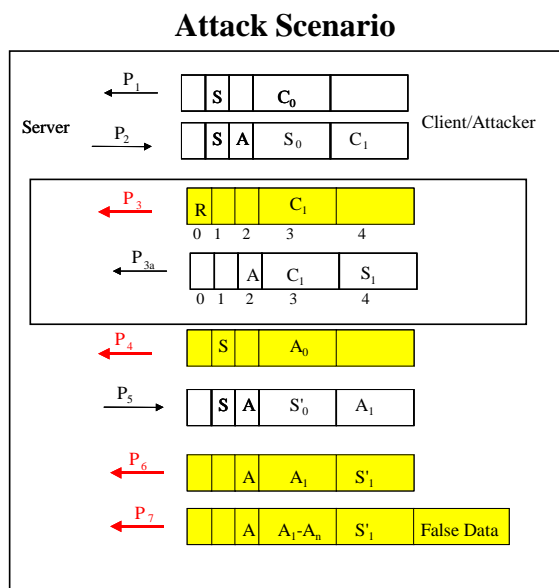 Attack Scenario
P1 S C0
Server Client/Attacker
P2 S A S0 C1
P3 R C1
0 1 2 3 4
P3a A C1 S1
0 1 2 3 4
P4 S A0
P5 S A S'0 A1
P6 A A1 S'1
P7 A A1-An S'1 False Data